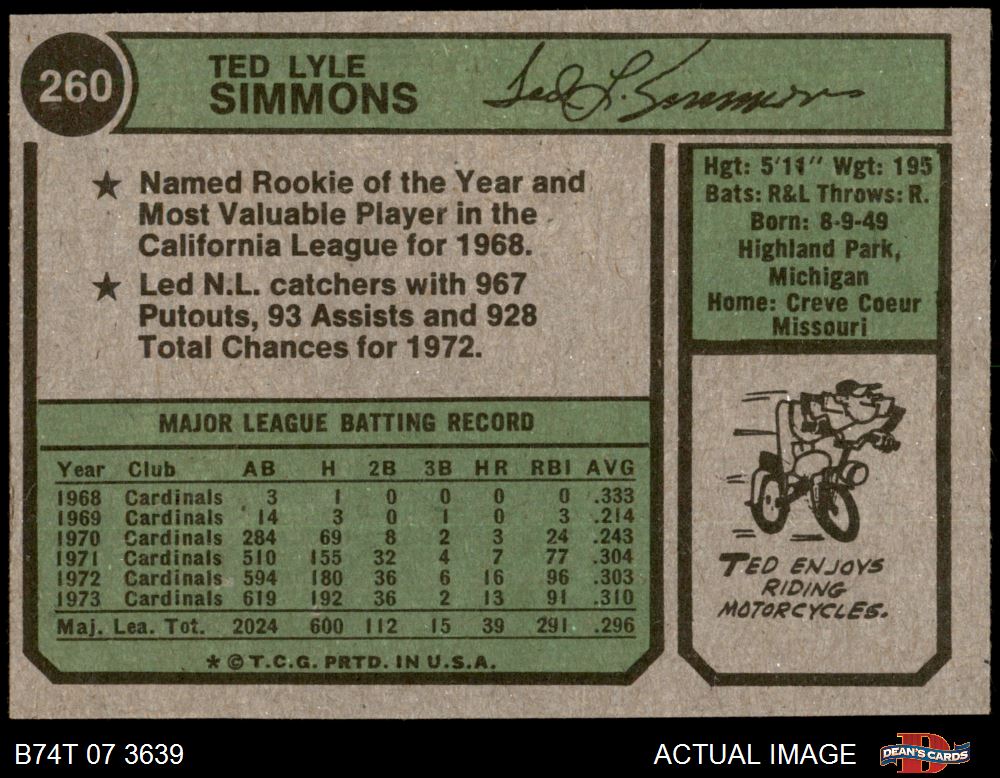 260
TED LYLE
SIMMONS
Ted L. Simmons
★ Named Rookie of the Year and
Most Valuable Player in the
California League for 1968.
★ Led N.L. catchers with 967
Putouts, 93 Assists and 928
Total Chances for 1972.
Hgt: 5'11" Wgt: 195
Bats: R&L Throws: R.
Born: 8-9-49
Highland Park,
Michigan
Home: Creve Coeur
Missouri
MAJOR LEAGUE BATTING RECORD
Year Club AB H 2B 3B HR RBI AVG
1968 Cardinals 3 1 0 0 0 0 .333
1969 Cardinals 14 3 0 1 0 3 .214
1970 Cardinals 284 69 8 2 3 24 .243
1971 Cardinals 510 155 32 4 7 77 .304
1972 Cardinals 594 180 36 6 16 96 .303
1973 Cardinals 619 192 36 2 13 91 .310
Maj. Lea. Tot. 2024 600 112 15 39 291 .296
* © T.C.G. PRTD. IN U.S.A.
TED ENJOYS
RIDING
MOTORCYCLES.
B74T 07 3639
ACTUAL IMAGE
D
DEAN'S CARDS